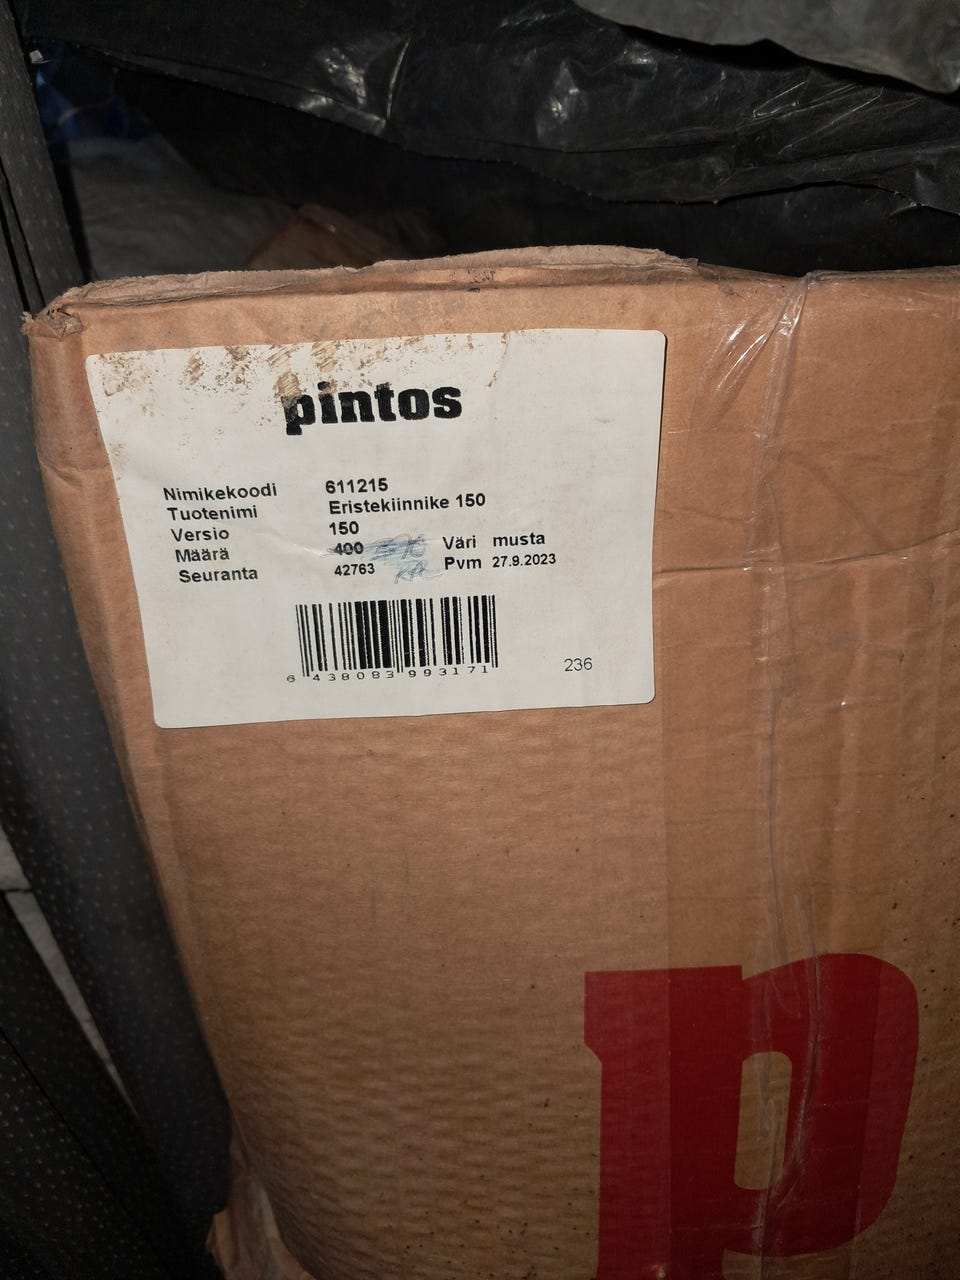 pintos
Nimikekoodi 611215
Tuotenimi Eristekiinnike 150
Versio 150
Määrä 400 Väri musta
Seuranta 42763 Pvm 27.9.2023
6 438083 993171
236
p